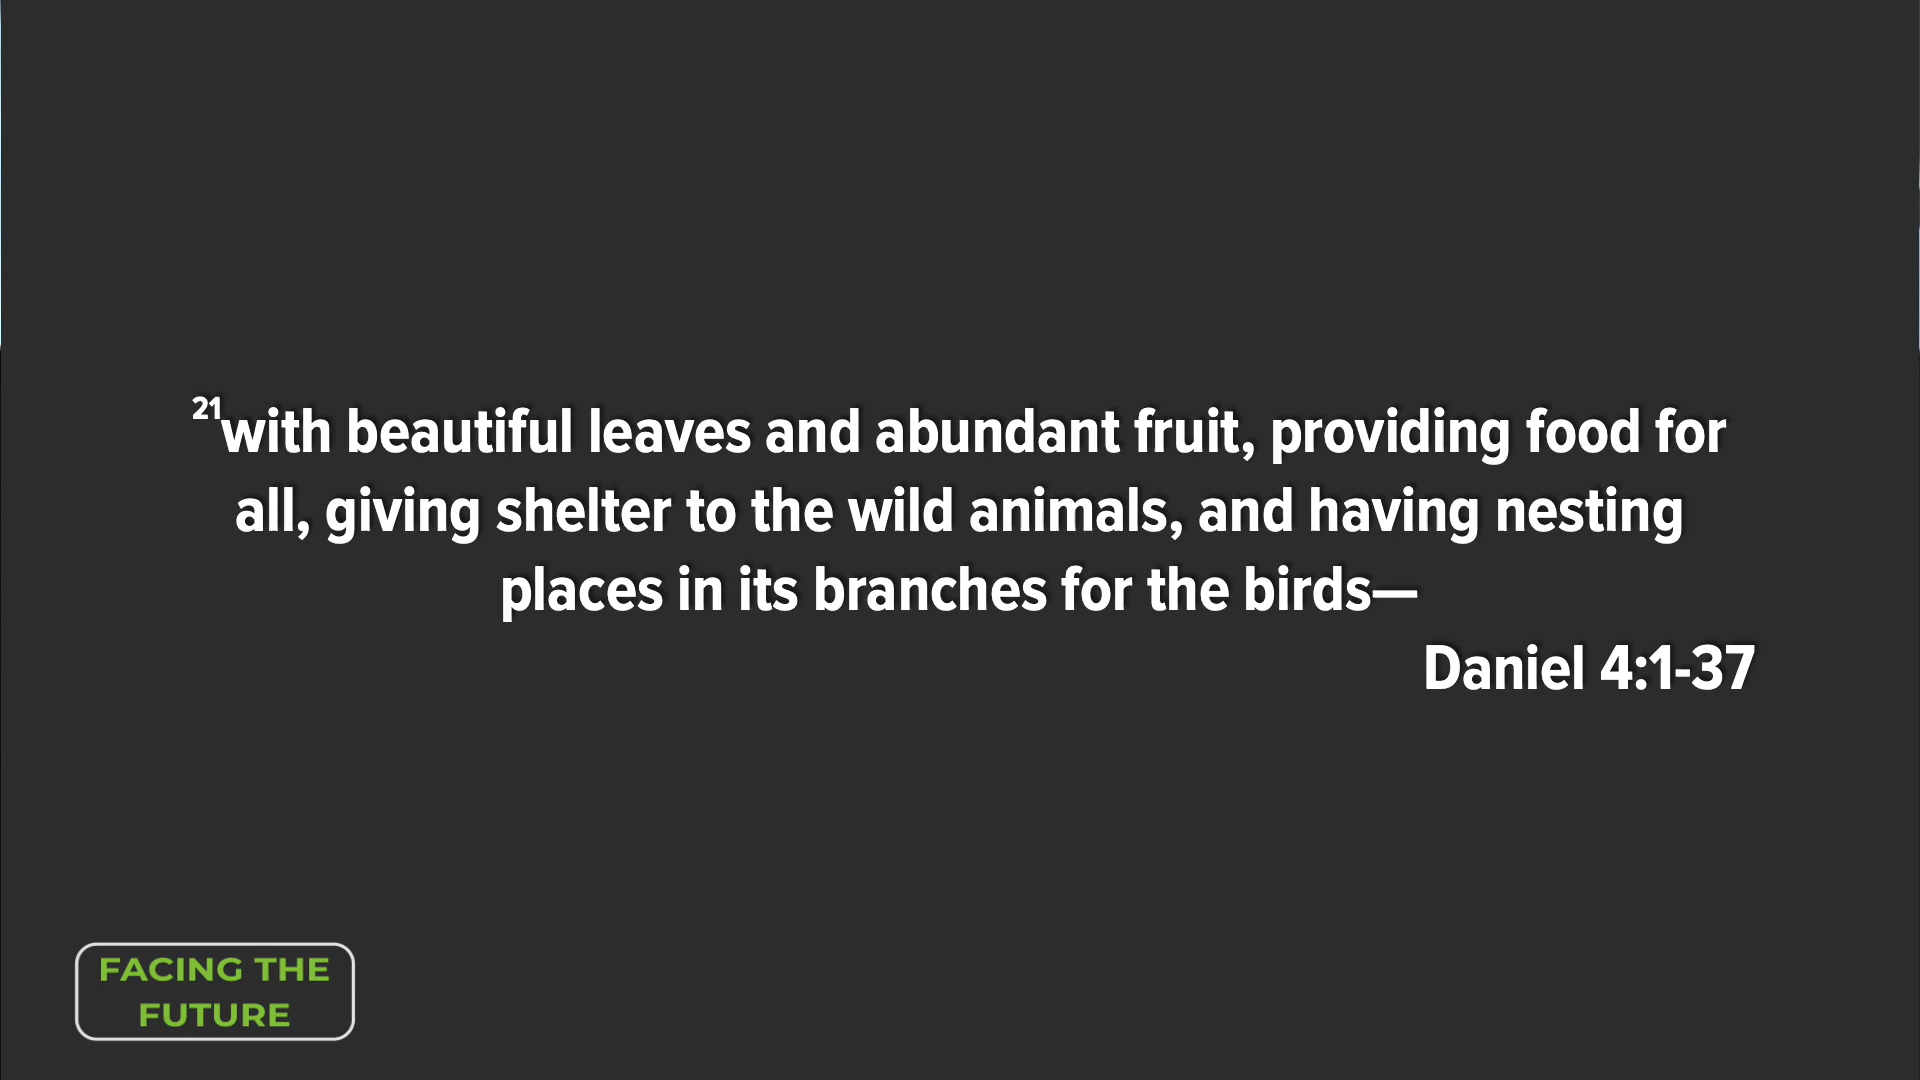 21with beautiful leaves and abundant fruit, providing food for
all, giving shelter to the wild animals, and having nesting
places in its branches for the birds—
Daniel 4:1-37
FACING THE
FUTURE